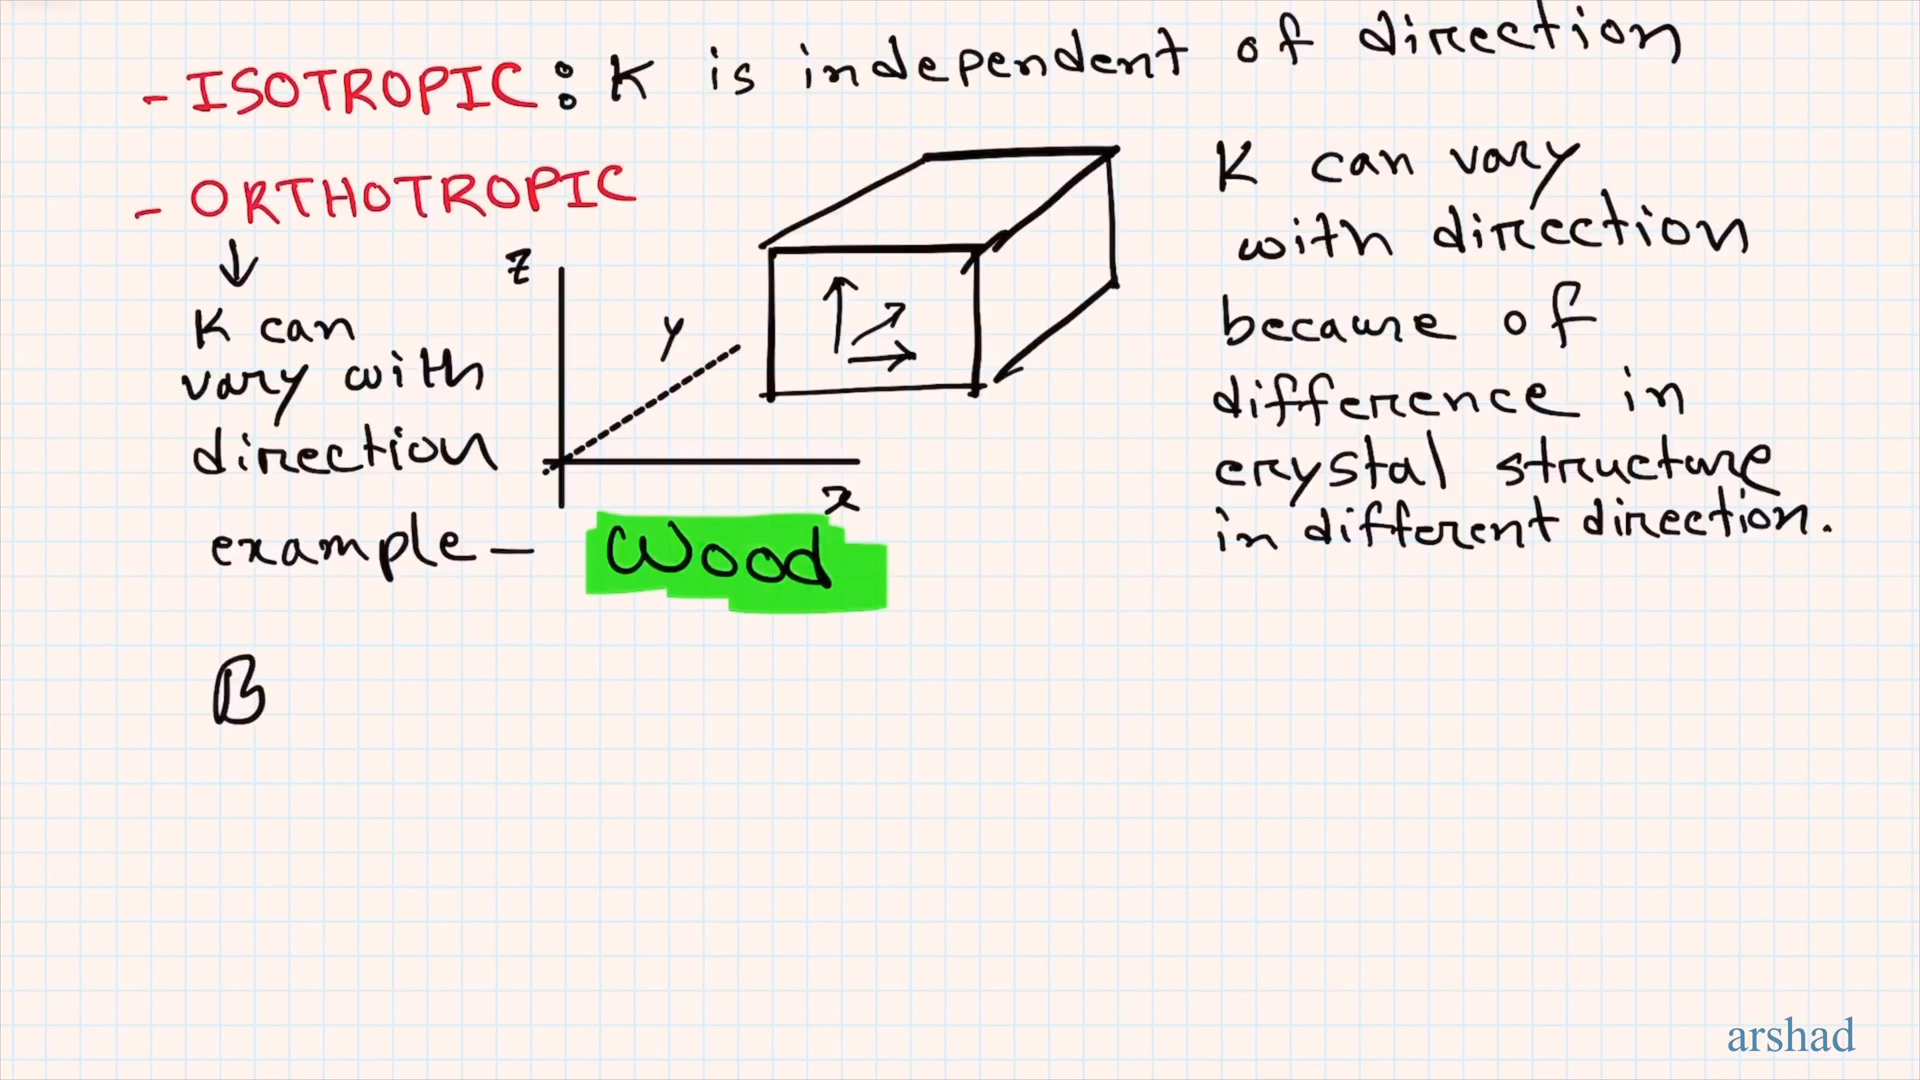 - ISOTROPIC : K is independent of direction
- ORTHOTROPIC
↓
K can
vary with
direction
example - Wood
z
y
x
K can vary
with direction
because of
difference in
crystal structure
in different direction.
B
arshad